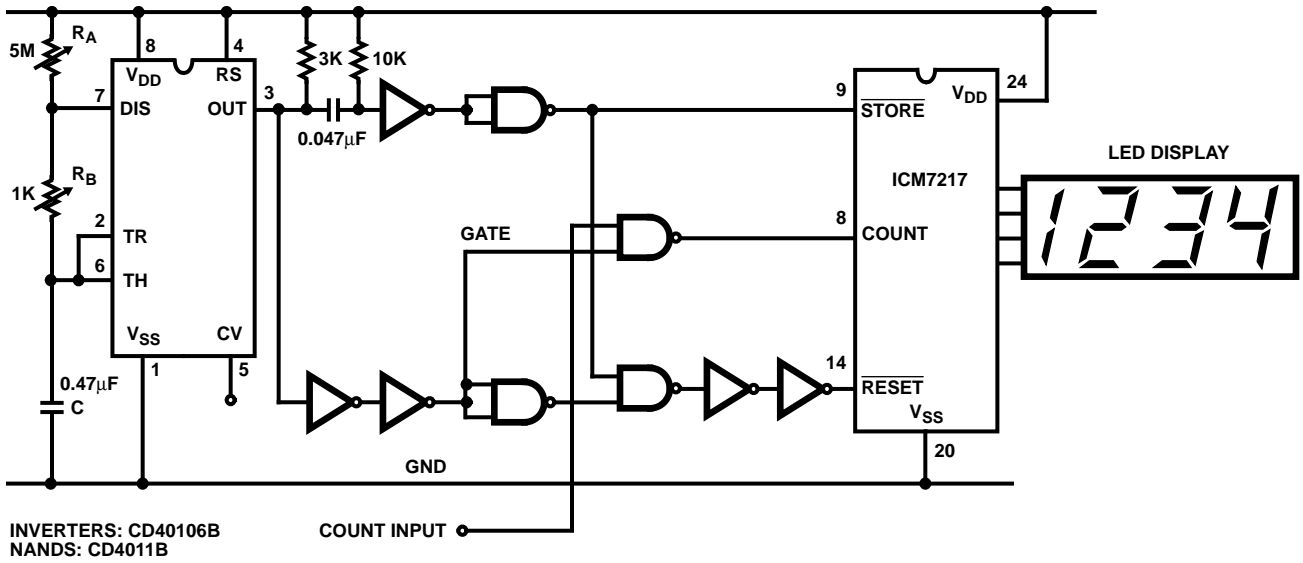 5M
RA
8
4
3K
10K
VDD
RS
7
DIS
OUT
3
0.047μF
9
STORE
VDD
24
ICM7217
LED DISPLAY
1K
RB
2
TR
6
TH
GATE
8
COUNT
1234
VSS
CV
1
5
0.47μF
C
14
RESET
VSS
20
GND
INVERTERS: CD40106B
NANDS: CD4011B
COUNT INPUT